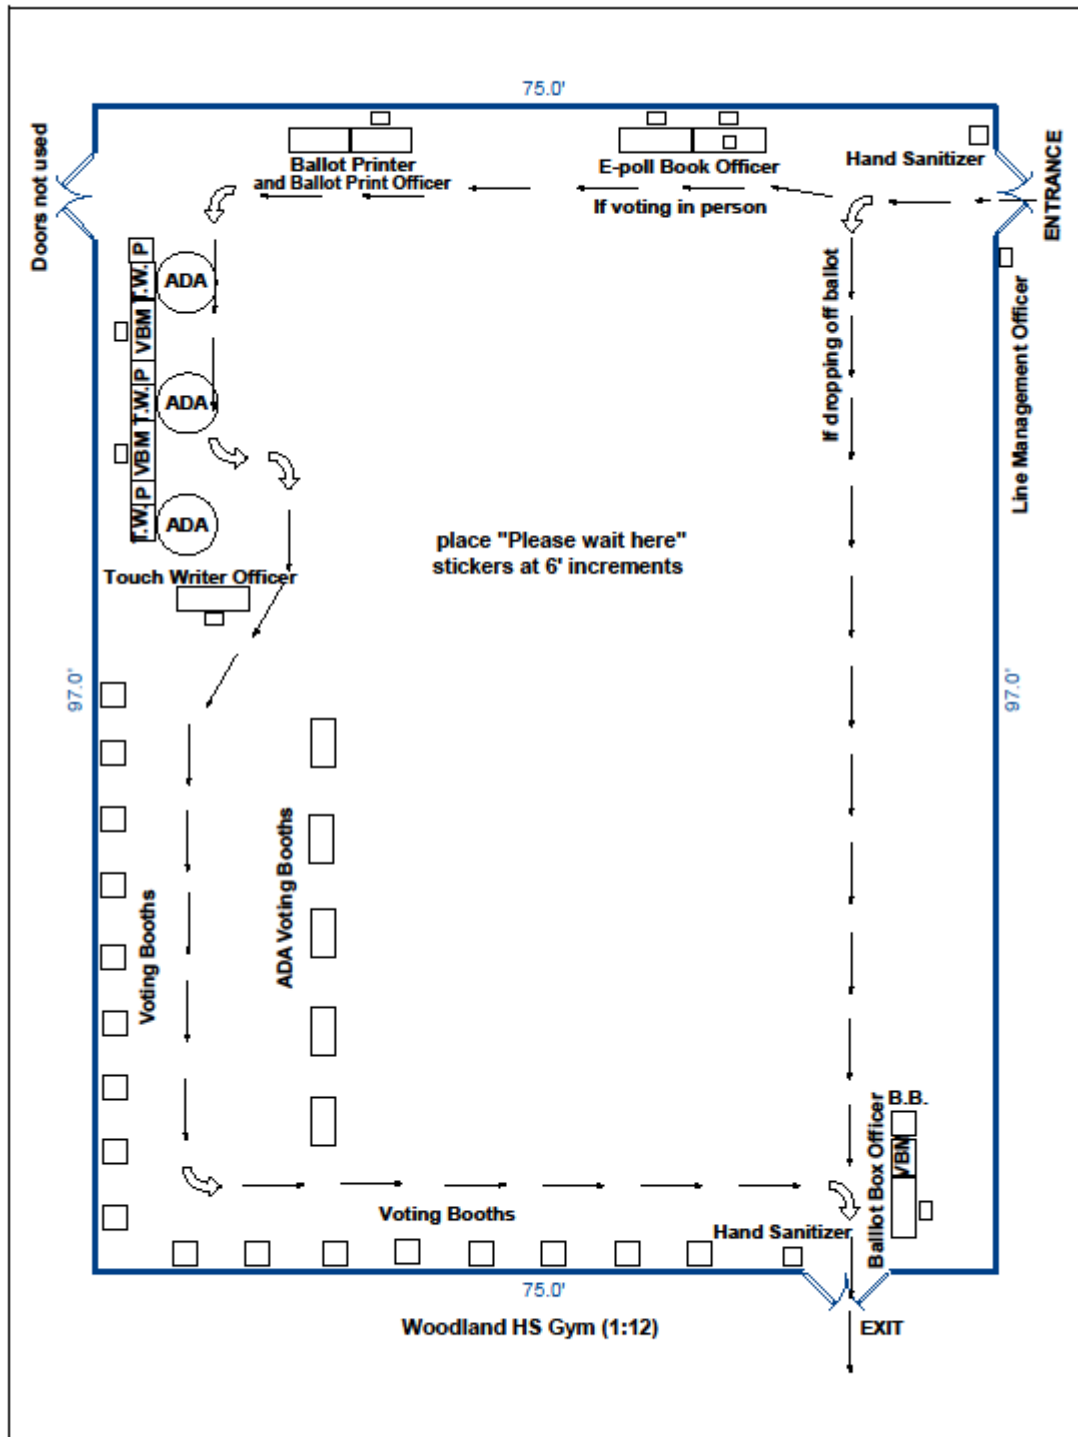 75.0'
Doors not used
Ballot Printer
and Ballot Print Officer
E-poll Book Officer
Hand Sanitizer
ENTRANCE
If voting in person
P
T.W.
ADA
VBM
P
T.W.
ADA
VBM
P
T.W.
ADA
If dropping off ballot
Line Management Officer
place "Please wait here"
stickers at 6' increments
Touch Writer Officer
97.0'
97.0'
Voting Booths
ADA Voting Booths
B.B.
VBM
Balllot Box Officer
Voting Booths
Hand Sanitizer
75.0'
Woodland HS Gym (1:12)
EXIT